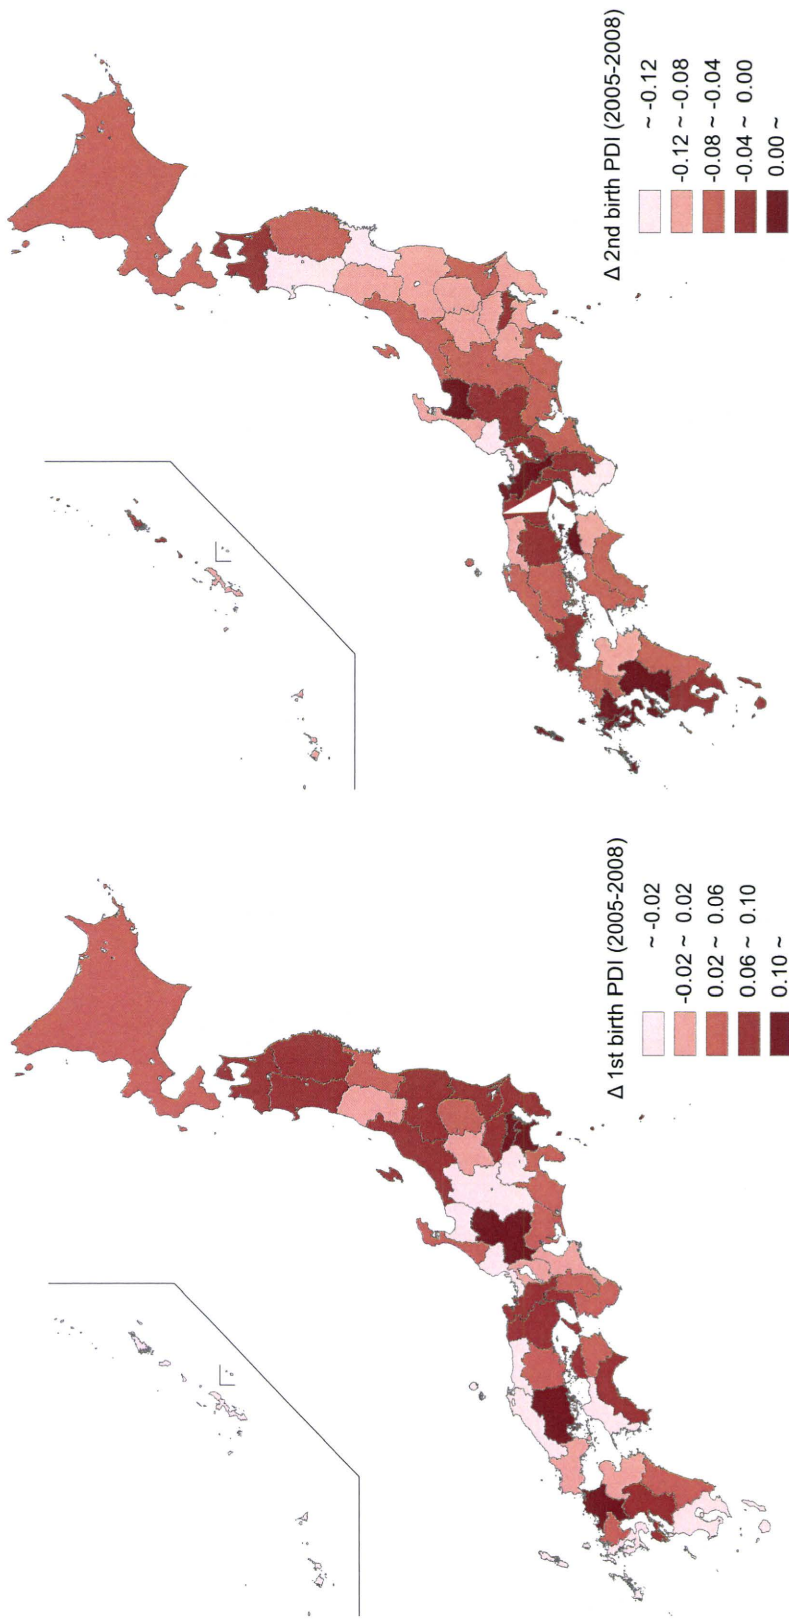 Δ 1st birth PDI (2005-2008)
~ -0.02
-0.02 ~ 0.02
0.02 ~ 0.06
0.06 ~ 0.10
0.10 ~
Δ 2nd birth PDI (2005-2008)
~ -0.12
-0.12 ~ -0.08
-0.08 ~ -0.04
-0.04 ~ 0.00
0.00 ~